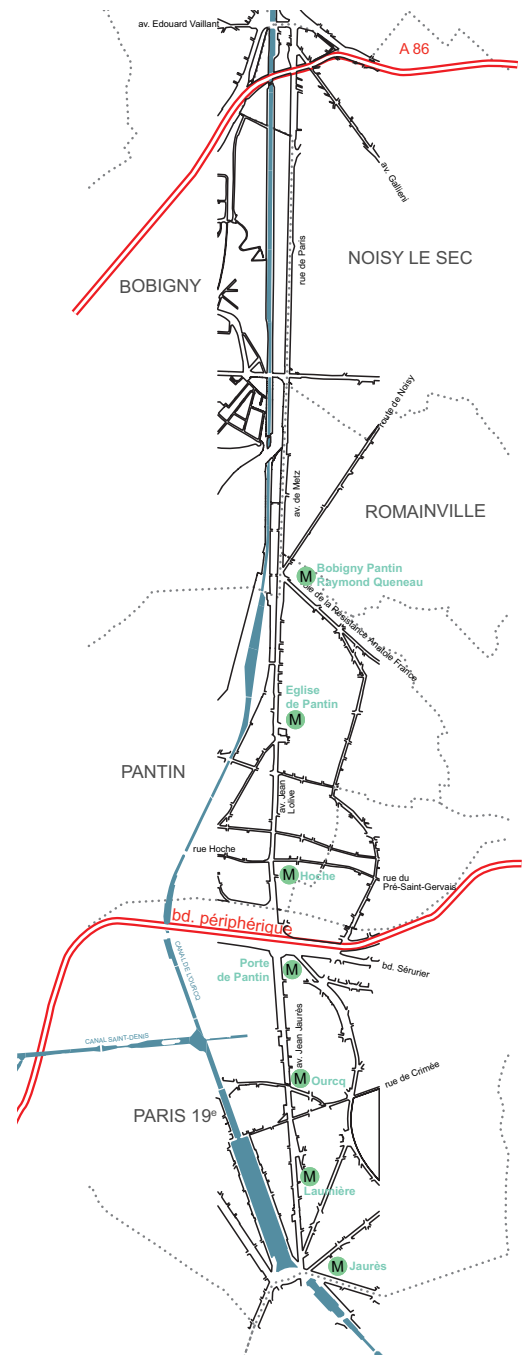 av. Edouard Vaillant
A 86
av. Gallieni
NOISY LE SEC
rue de Paris
BOBIGNY
route de Noisy
av. de Metz
ROMAINVILLE
M
Bobigny Pantin
Raymond Queneau
de la Résistance Anatole France
Eglise
de Pantin
M
PANTIN
av. Jean
Lolive
rue Hoche
M
Hoche
rue du
Pré-Saint-Gervais
bd. périphérique
CANAL DE L'OURCQ
bd. Sérurier
Porte
de Pantin
M
CANAL SAINT-DENIS
av. Jean Jaurès
M
Ourcq
rue de Crimée
PARIS 19e
M
Laumière
M
Jaurès